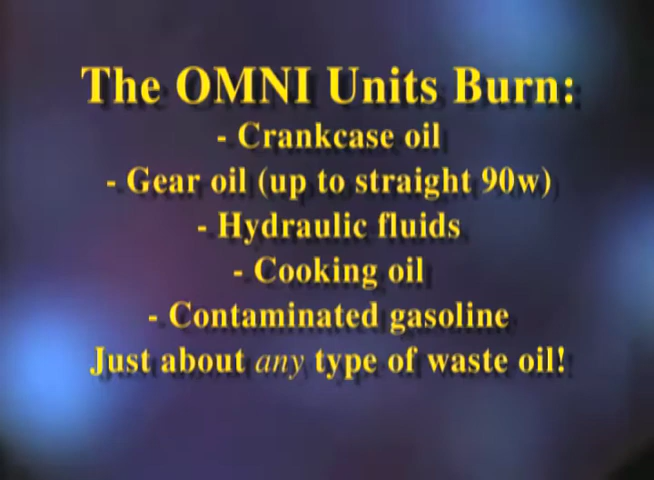 The OMNI Units Burn:
- Crankcase oil
- Gear oil (up to straight 90w)
- Hydraulic fluids
- Cooking oil
- Contaminated gasoline
Just about any type of waste oil!